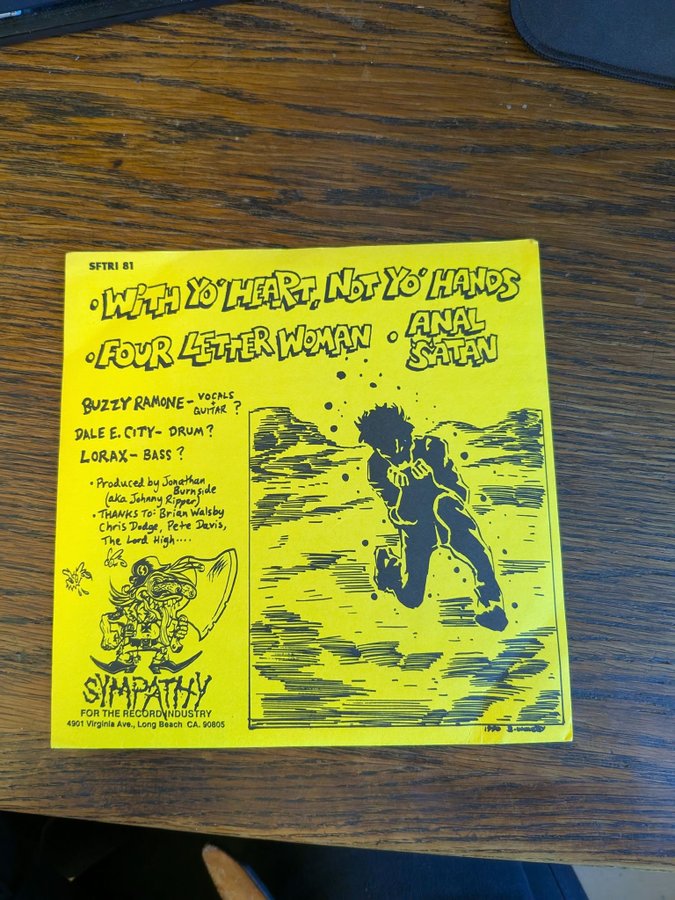 SFTRI 81
• WITH YO' HEART, NOT YO' HANDS
• FOUR LETTER WOMAN • ANAL SATAN
BUZZY RAMONE - VOCALS + GUITAR ?
DALE E. CITY - DRUM ?
LORAX - BASS ?
• Produced by Jonathan
Burnside
(aka Johnny Ripper)
• THANKS TO: Brian Walsby
Chris Dodge, Pete Davis,
The Lord High....
SYMPATHY
FOR THE RECORD INDUSTRY
4901 Virginia Ave., Long Beach CA. 90805
1990 B. WALSBY